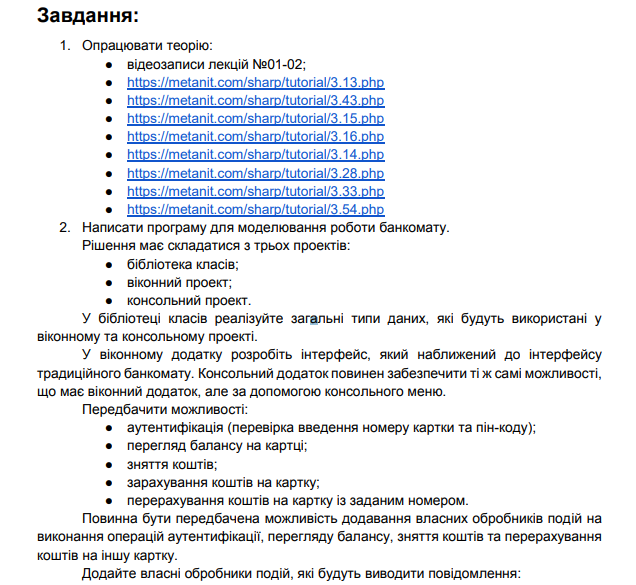 Завдання:
1. Опрацювати теорію:
● відеозаписи лекцій №01-02;
● https://metanit.com/sharp/tutorial/3.13.php
● https://metanit.com/sharp/tutorial/3.43.php
● https://metanit.com/sharp/tutorial/3.15.php
● https://metanit.com/sharp/tutorial/3.16.php
● https://metanit.com/sharp/tutorial/3.14.php
● https://metanit.com/sharp/tutorial/3.28.php
● https://metanit.com/sharp/tutorial/3.33.php
● https://metanit.com/sharp/tutorial/3.54.php
2. Написати програму для моделювання роботи банкомату.
Рішення має складатися з трьох проектів:
● бібліотека класів;
● віконний проект;
● консольний проект.
У бібліотеці класів реалізуйте загальні типи даних, які будуть використані у
віконному та консольному проекті.
У віконному додатку розробіть інтерфейс, який наближений до інтерфейсу
традиційного банкомату. Консольний додаток повинен забезпечити ті ж самі можливості,
що має віконний додаток, але за допомогою консольного меню.
Передбачити можливості:
● аутентифікація (перевірка введення номеру картки та пін-коду);
● перегляд балансу на картці;
● зняття коштів;
● зарахування коштів на картку;
● перерахування коштів на картку із заданим номером.
Повинна бути передбачена можливість додавання власних обробників подій на
виконання операцій аутентифікації, перегляду балансу, зняття коштів та перерахування
коштів на іншу картку.
Додайте власні обробники подій, які будуть виводити повідомлення: